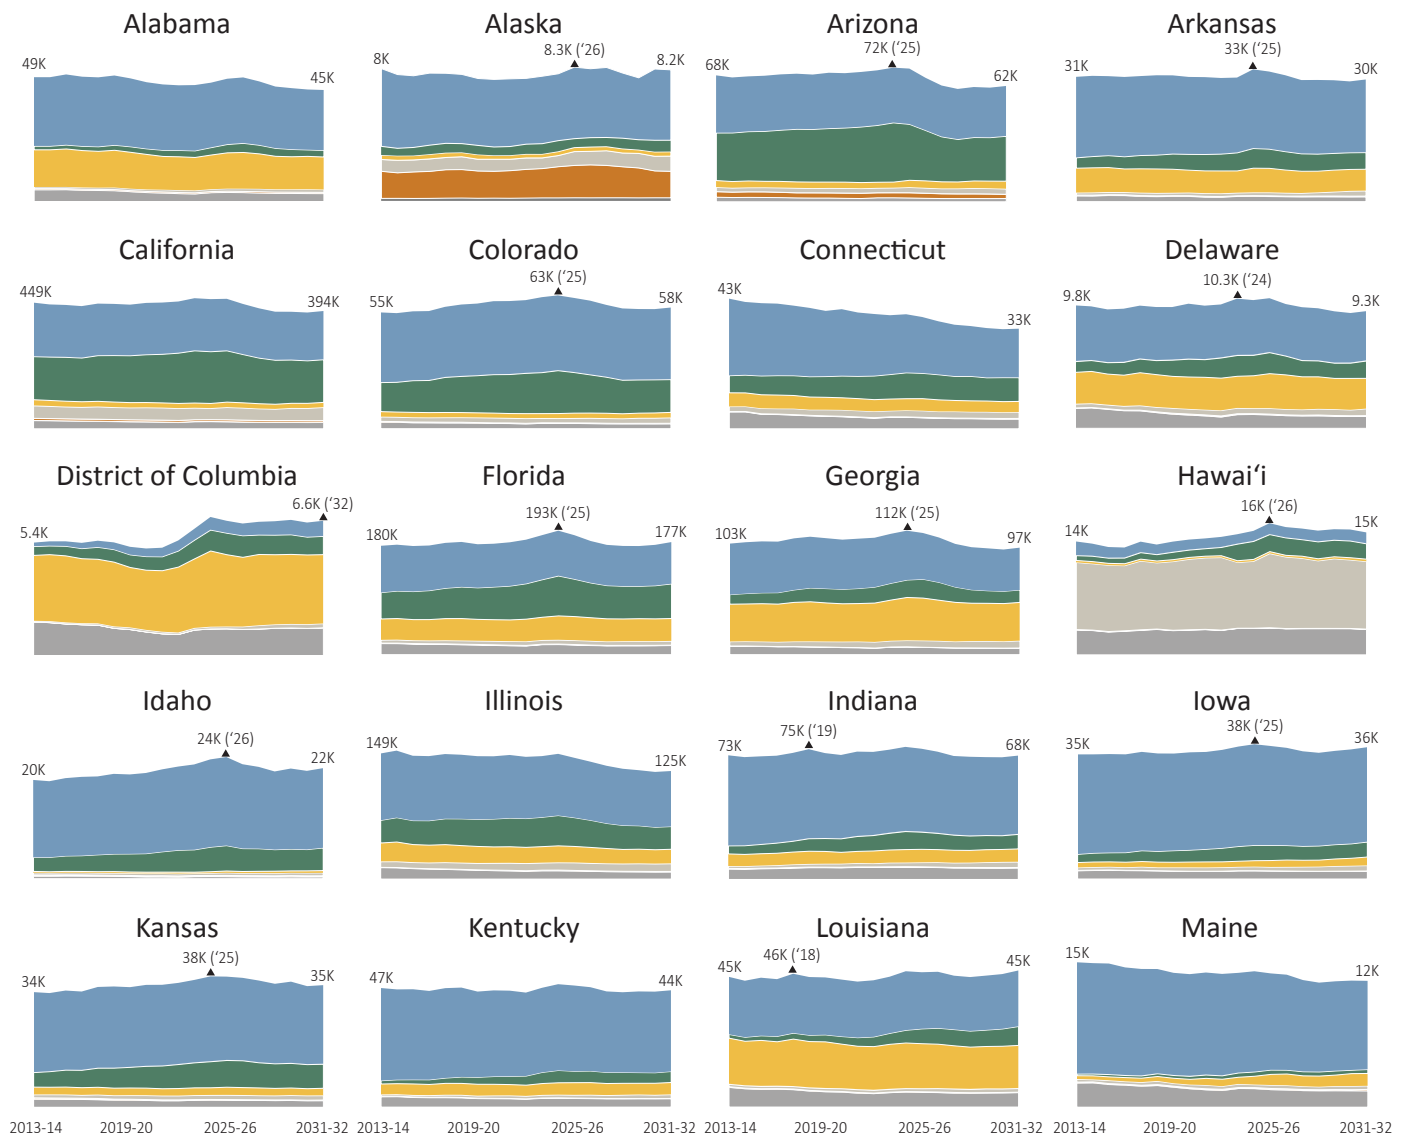 Alabama
Alaska
Arizona
Arkansas
49K
45K
8K
8.3K (‘26)
8.2K
68K
72K (‘25)
62K
31K
33K (‘25)
30K
California
Colorado
Connecticut
Delaware
449K
394K
55K
63K (‘25)
58K
43K
33K
9.8K
10.3K (‘24)
9.3K
District of Columbia
Florida
Georgia
Hawai‘i
5.4K
6.6K (‘32)
180K
193K (‘25)
177K
103K
112K (‘25)
97K
14K
16K (‘26)
15K
Idaho
Illinois
Indiana
Iowa
20K
24K (‘26)
22K
149K
125K
73K
75K (‘19)
68K
35K
38K (‘25)
36K
Kansas
Kentucky
Louisiana
Maine
34K
38K (‘25)
35K
47K
44K
45K
46K (‘18)
45K
15K
12K
2013-14 2019-20 2025-26 2031-32
2013-14 2019-20 2025-26 2031-32
2013-14 2019-20 2025-26 2031-32
2013-14 2019-20 2025-26 2031-32